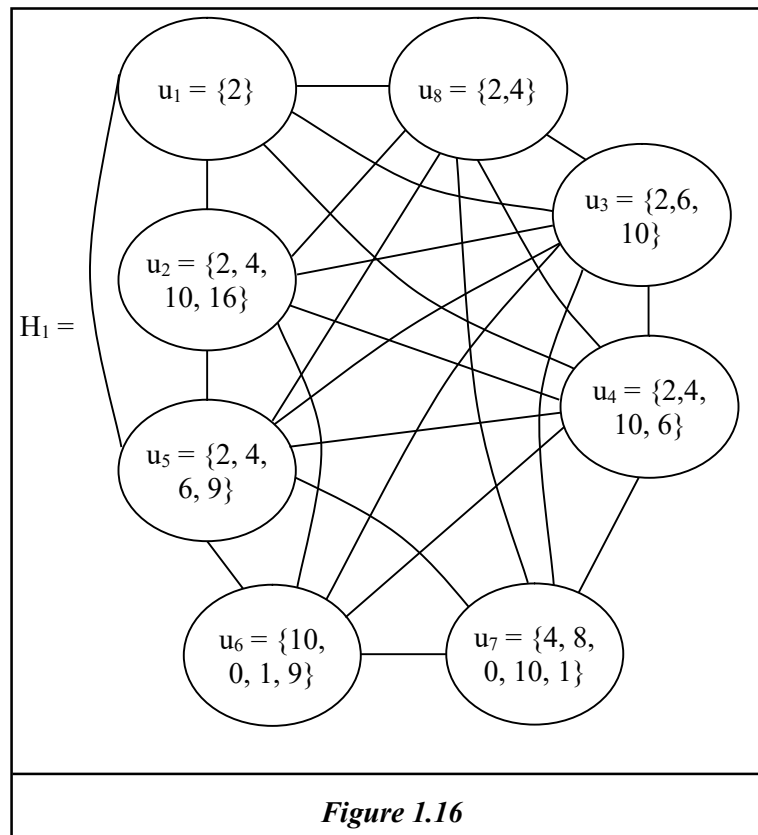 u₁ = {2}
u₈ = {2,4}
u₃ = {2,6,
10}
u₂ = {2, 4,
10, 16}
H₁ =
u₄ = {2,4,
10, 6}
u₅ = {2, 4,
6, 9}
u₆ = {10,
0, 1, 9}
u₇ = {4, 8,
0, 10, 1}
Figure 1.16